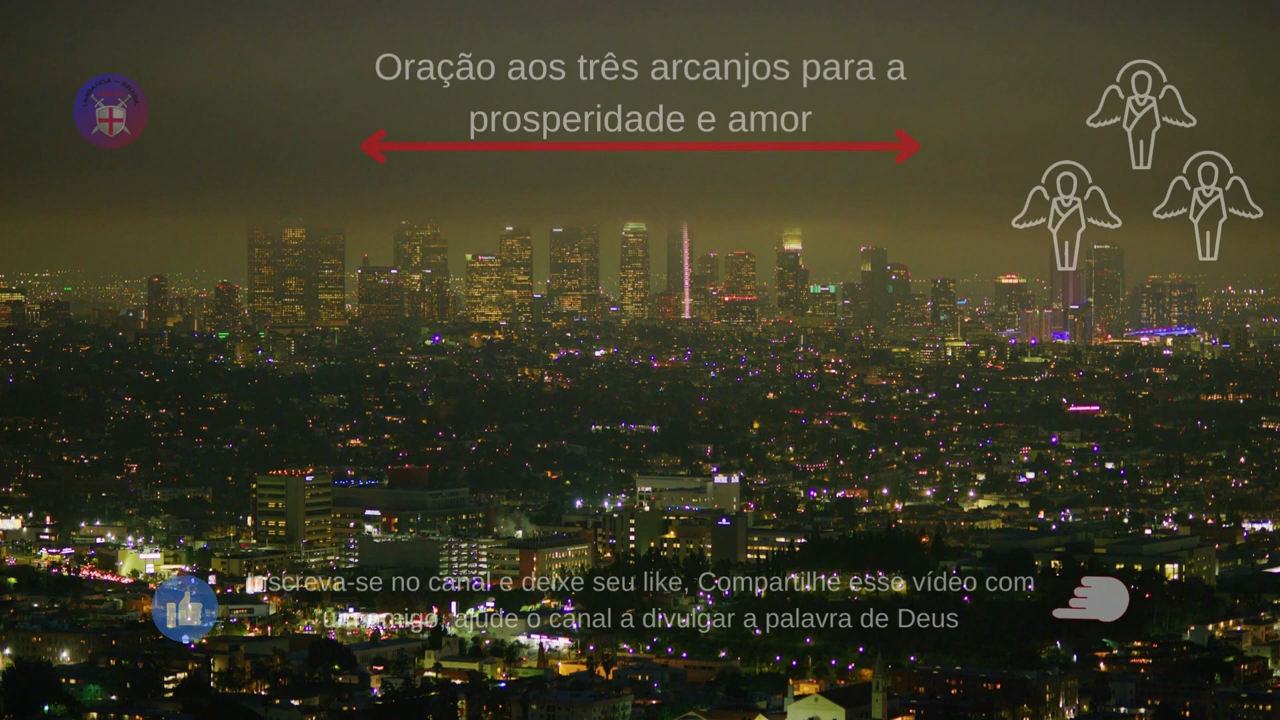 Oração aos três arcanjos para a
prosperidade e amor
Inscreva-se no canal e deixe seu like, Compartilhe esse vídeo com
um amigo, ajude o canal a divulgar a palavra de Deus